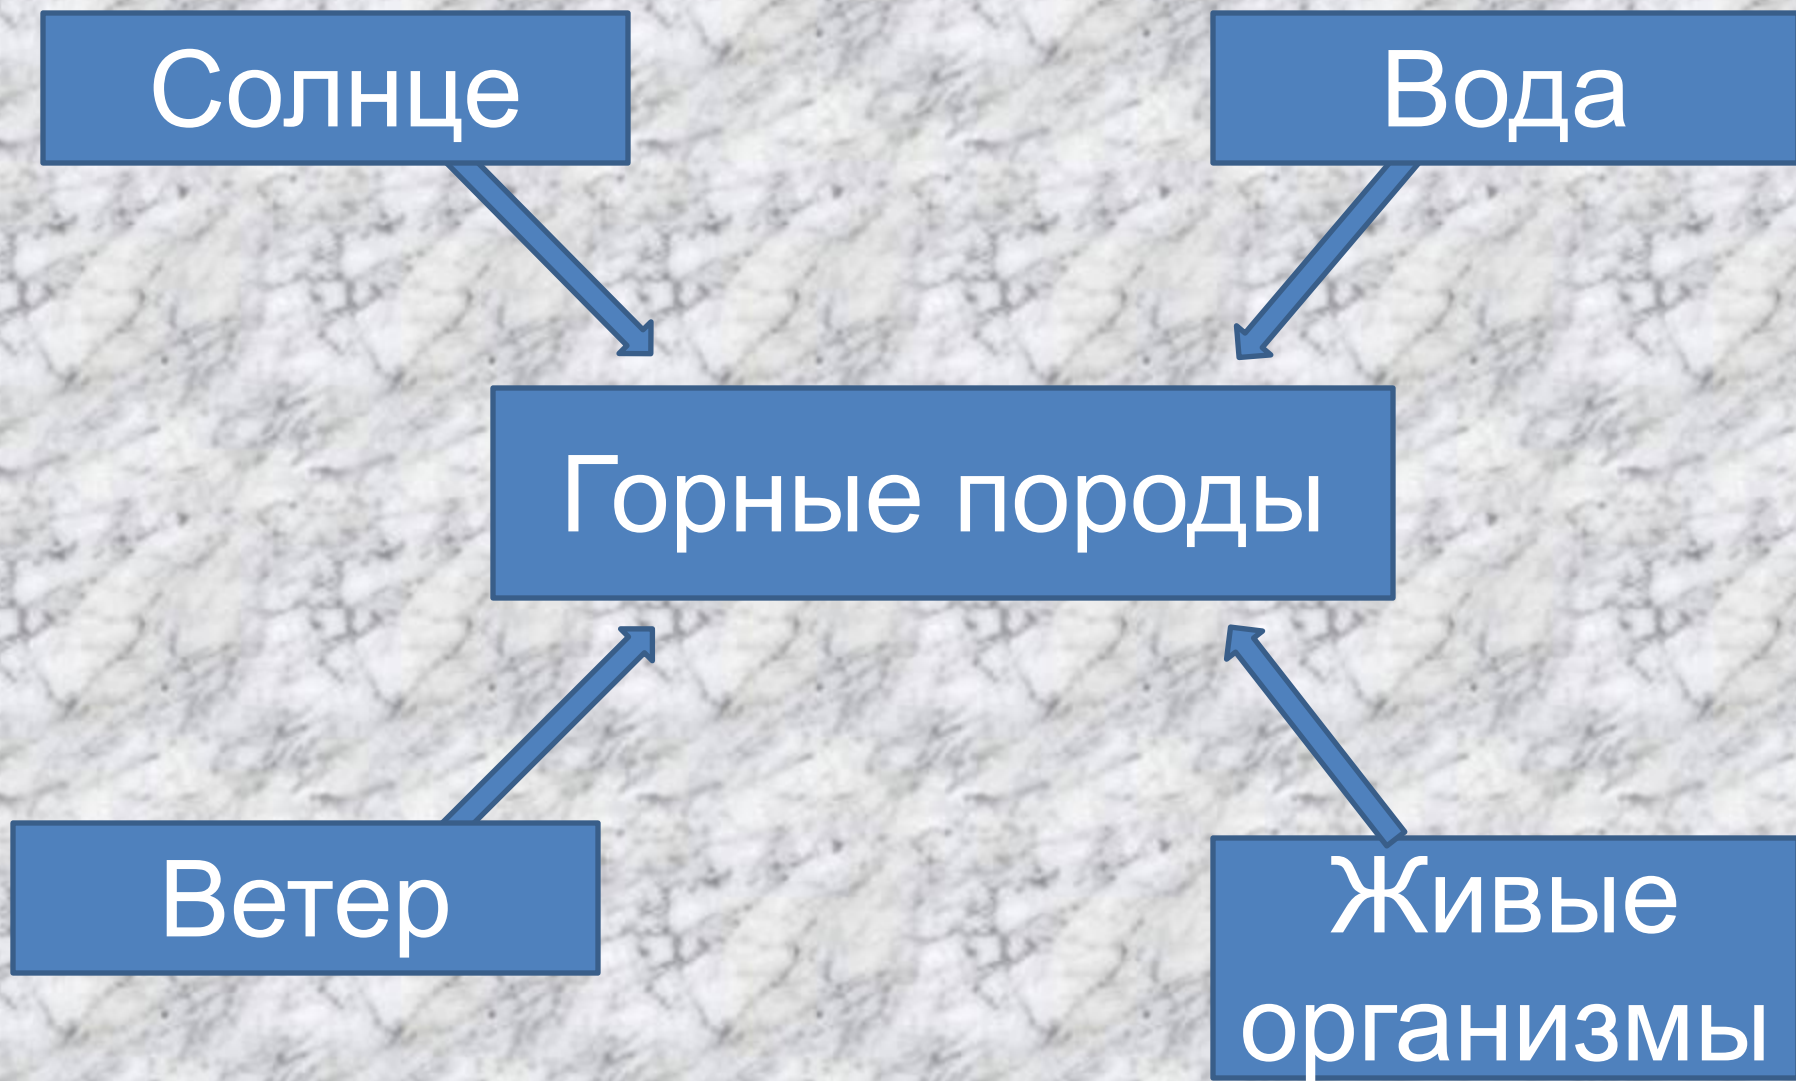 Солнце
Вода
Горные породы
Ветер
Живые
организмы